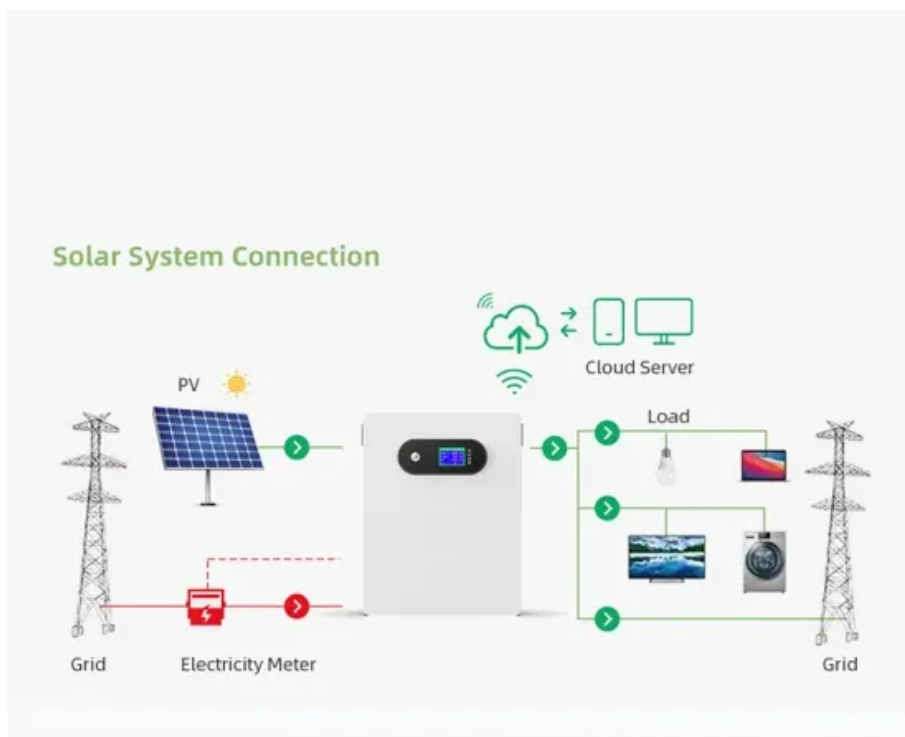 Solar System Connection
Cloud Server
PV
Load
Grid
Electricity Meter
Grid